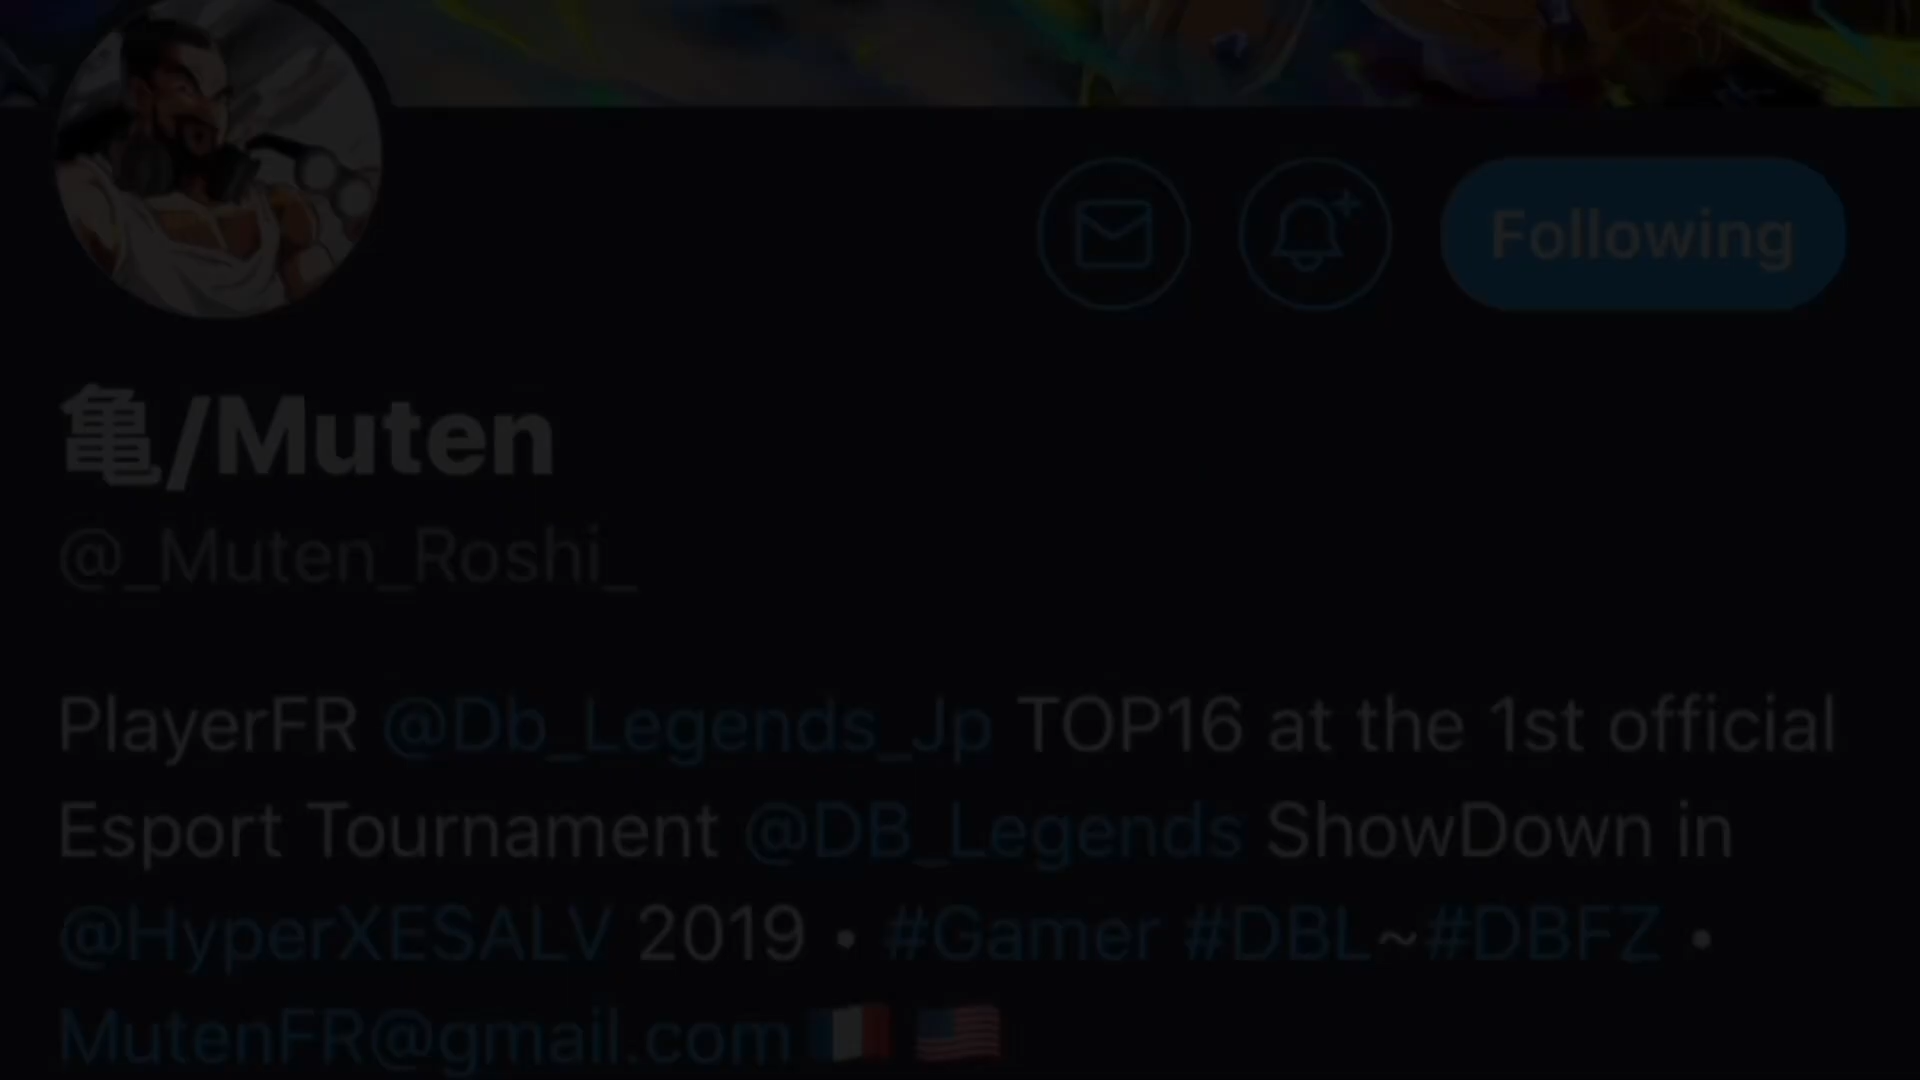 Following
亀/Muten
@_Muten_Roshi_
PlayerFR @Db_Legends_Jp TOP16 at the 1st official
Esport Tournament @DB_Legends ShowDown in
@HyperXESALV 2019 • #Gamer #DBL~#DBFZ •
MutenFR@gmail.com 🇫🇷 🇺🇸